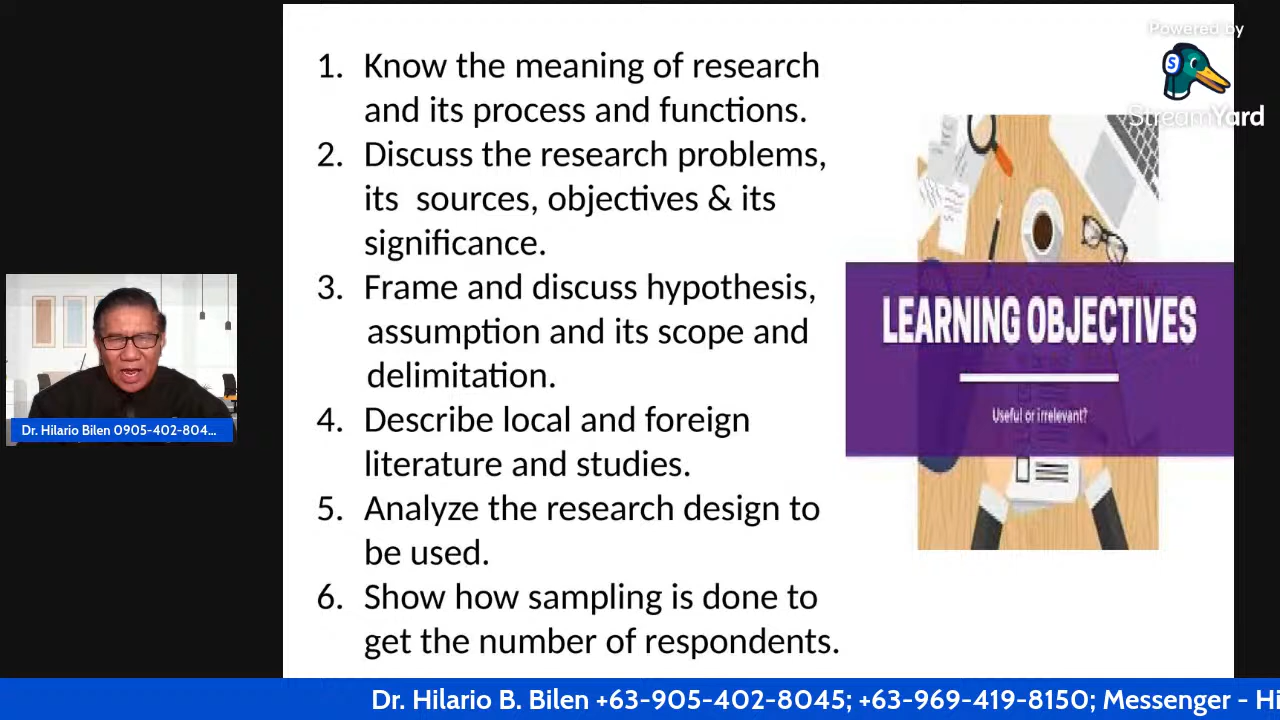 Powered by
S
StreamYard
1. Know the meaning of research
and its process and functions.
2. Discuss the research problems,
its sources, objectives & its
significance.
3. Frame and discuss hypothesis,
assumption and its scope and
delimitation.
4. Describe local and foreign
literature and studies.
5. Analyze the research design to
be used.
6. Show how sampling is done to
get the number of respondents.
LEARNING OBJECTIVES
Useful or irrelevant?
Dr. Hilario Bilen 0905-402-804...
Dr. Hilario B. Bilen +63-905-402-8045; +63-969-419-8150; Messenger - Hi